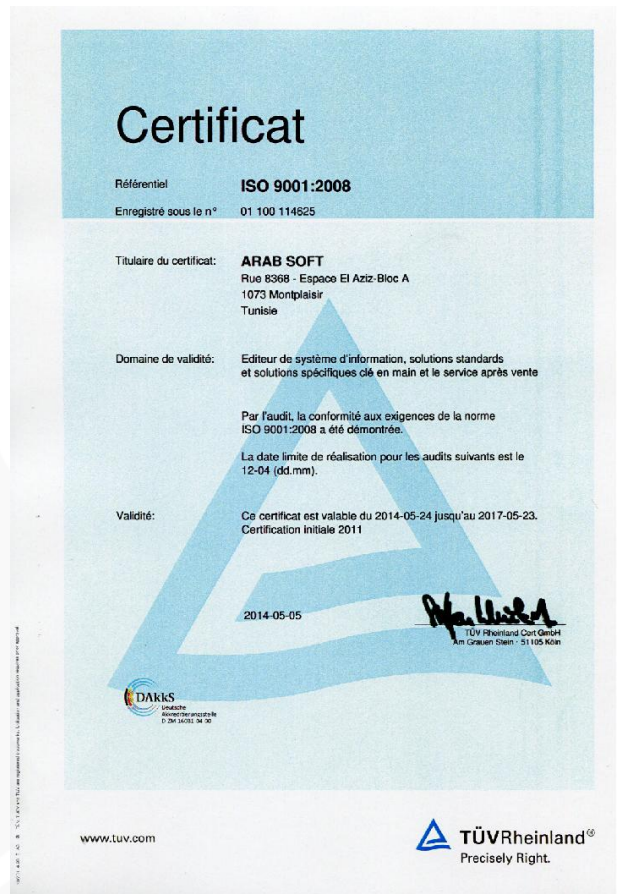 Certificat
Référentiel ISO 9001:2008
Enregistré sous le n° 01 100 114625
Titulaire du certificat: ARAB SOFT
Rue 8368 - Espace El Aziz-Bloc A
1073 Montplaisir
Tunisie
Domaine de validité: Editeur de système d'information, solutions standards
et solutions spécifiques clé en main et le service après vente
Par l'audit, la conformité aux exigences de la norme
ISO 9001:2008 a été démontrée.
La date limite de réalisation pour les audits suivants est le
12-04 (dd.mm).
Validité: Ce certificat est valable du 2014-05-24 jusqu'au 2017-05-23.
Certification initiale 2011
2014-05-05
TÜV Rheinland Cert GmbH
Am Grauen Stein · 51105 Köln
DAkkS
Deutsche
Akkreditierungsstelle
www.tuv.com
TÜVRheinland®
Precisely Right.